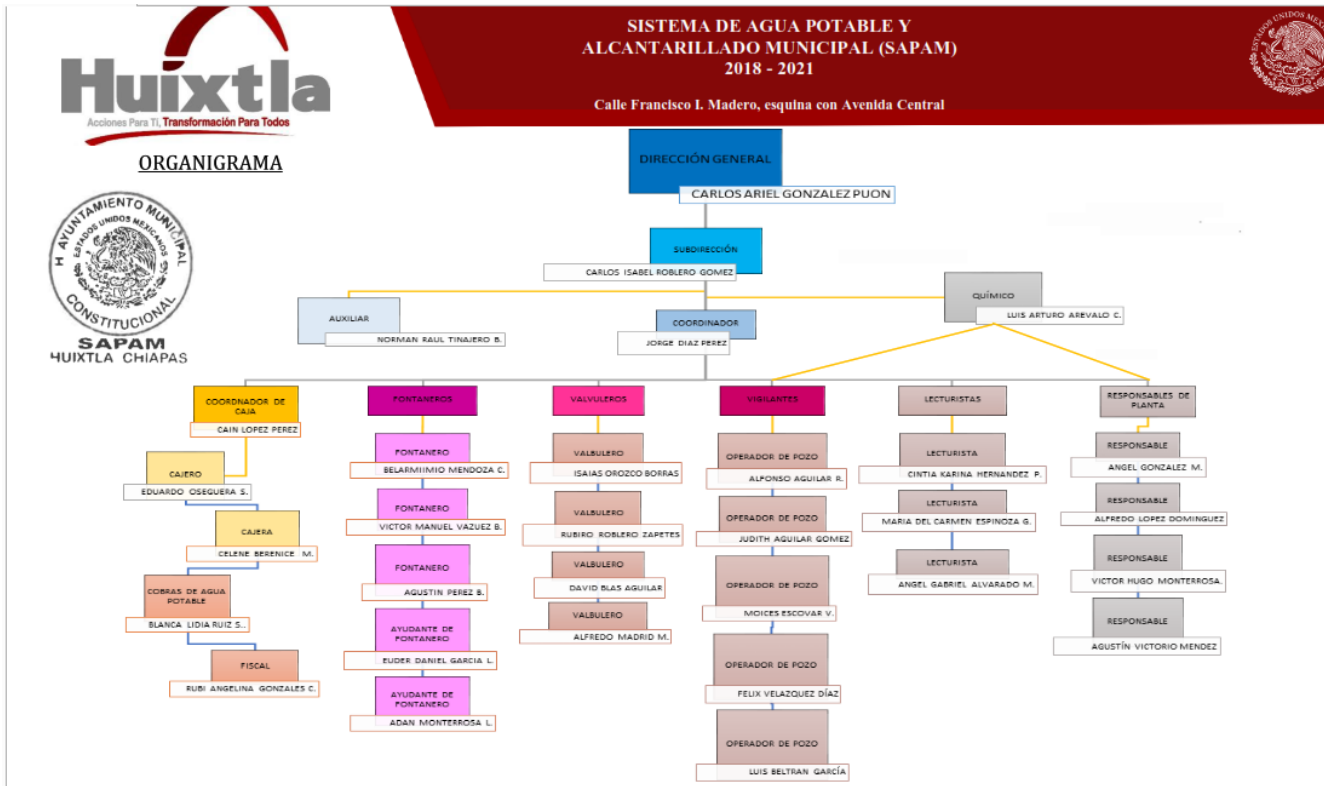 Huixtla
Acciones Para Ti, Transformación Para Todos
SISTEMA DE AGUA POTABLE Y
ALCANTARILLADO MUNICIPAL (SAPAM)
2018 - 2021
Calle Francisco I. Madero, esquina con Avenida Central
ESTADOS UNIDOS MEXICANOS
ORGANIGRAMA
H AYUNTAMIENTO MUNICIPAL
ESTADOS UNIDOS MEXICANOS
CONSTITUCIONAL
SAPAM
HUIXTLA CHIAPAS
DIRECCIÓN GENERAL
CARLOS ARIEL GONZALEZ PUON
SUBDIRECCIÓN
CARLOS ISABEL ROBLERO GOMEZ
AUXILIAR
NORMAN RAUL TINAJERO B.
COORDINADOR
JORGE DIAZ PEREZ
QUÍMICO
LUIS ARTURO AREVALO C.
COORDNADOR DE
CAJA
CAIN LOPEZ PEREZ
CAJERO
EDUARDO OSEGUERA S.
CAJERA
CELENE BERENICE M.
COBRAS DE AGUA
POTABLE
BLANCA LIDIA RUIZ S..
FISCAL
RUBI ANGELINA GONZALES C.
FONTANEROS
FONTANERO
BELARMIIMIO MENDOZA C.
FONTANERO
VICTOR MANUEL VAZUEZ B.
FONTANERO
AGUSTIN PEREZ B.
AYUDANTE DE
FONTANERO
EUDER DANIEL GARCIA L.
AYUDANTE DE
FONTANERO
ADAN MONTERROSA L.
VALVULEROS
VALBULERO
ISAIAS OROZCO BORRAS
VALBULERO
RUBIRO ROBLERO ZAPETES
VALBULERO
DAVID BLAS AGUILAR
VALBULERO
ALFREDO MADRID M.
VIGILANTES
OPERADOR DE POZO
ALFONSO AGUILAR R.
OPERADOR DE POZO
JUDITH AGUILAR GOMEZ
OPERADOR DE POZO
MOICES ESCOVAR V.
OPERADOR DE POZO
FELIX VELAZQUEZ DÍAZ
OPERADOR DE POZO
LUIS BELTRAN GARCÍA
LECTURISTAS
LECTURISTA
CINTIA KARINA HERNANDEZ P.
LECTURISTA
MARIA DEL CARMEN ESPINOZA G.
LECTURISTA
ANGEL GABRIEL ALVARADO M.
RESPONSABLES DE
PLANTA
RESPONSABLE
ANGEL GONZALEZ M.
RESPONSABLE
ALFREDO LOPEZ DOMINGUEZ
RESPONSABLE
VICTOR HUGO MONTERROSA.
RESPONSABLE
AGUSTÍN VICTORIO MENDEZ